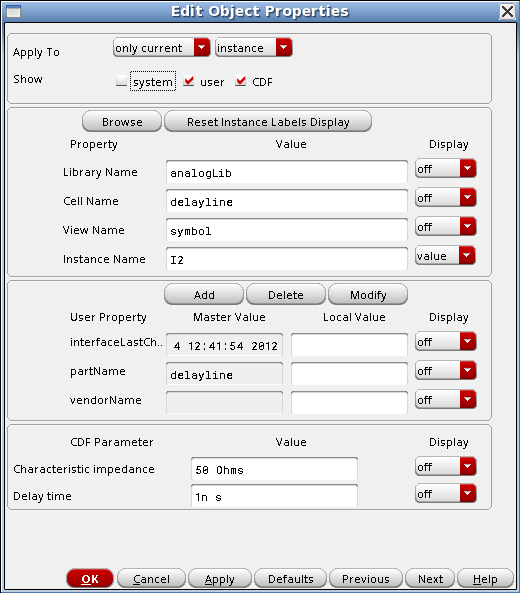 Edit Object Properties
Apply To only current instance
Show system user CDF
Browse Reset Instance Labels Display
Property Value Display
Library Name analogLib off
Cell Name delayline off
View Name symbol off
Instance Name I2 value
Add Delete Modify
User Property Master Value Local Value Display
interfaceLastCh.. 4 12:41:54 2012 off
partName delayline off
vendorName off
CDF Parameter Value Display
Characteristic impedance 50 Ohms off
Delay time 1n s off
OK Cancel Apply Defaults Previous Next Help